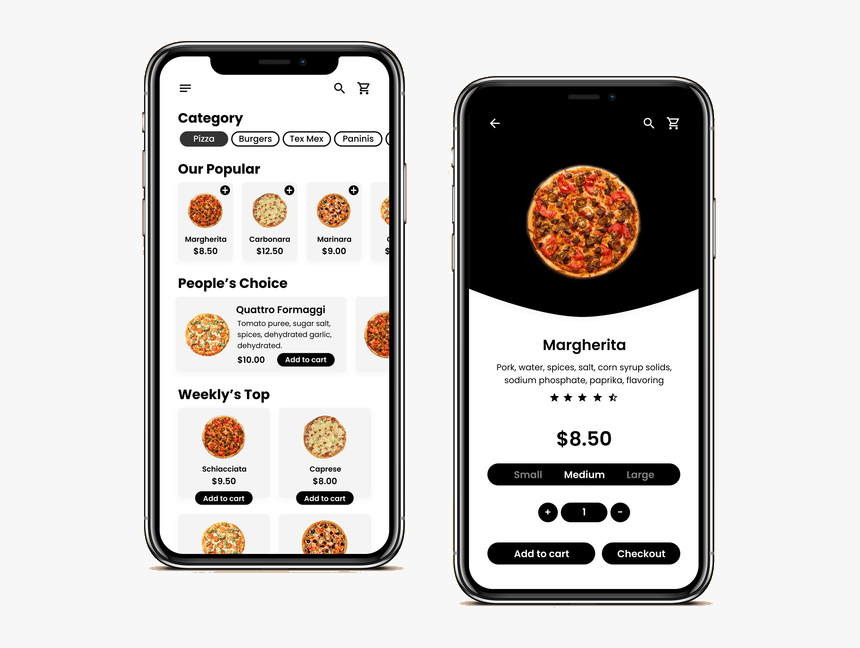 Category
Pizza
Burgers
Tex Mex
Paninis
Our Popular
Margherita
Carbonara
Marinara
$8.50
$12.50
$9.00
$
People’s Choice
Quattro Formaggi
Tomato puree, sugar salt,
spices, dehydrated garlic,
dehydrated.
$10.00
Add to cart
Weekly’s Top
Schiacciata
Caprese
$9.50
$8.00
Add to cart
Add to cart
Margherita
Pork, water, spices, salt, corn syrup solids,
sodium phosphate, paprika, flavoring
$8.50
Small
Medium
Large
+
1
-
Add to cart
Checkout